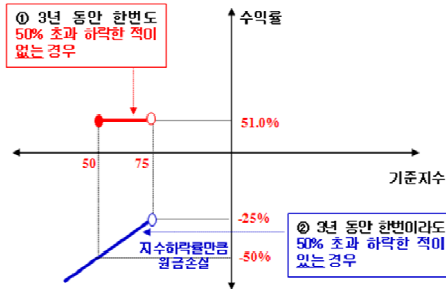 ① 3년 동안 한번도
50% 초과 하락한 적이
없는 경우
수익률
51.0%
50
75
기준지수
-25%
지수하락률만큼
원금손실
-50%
② 3년 동안 한번이라도
50% 초과 하락한 적이
있는 경우